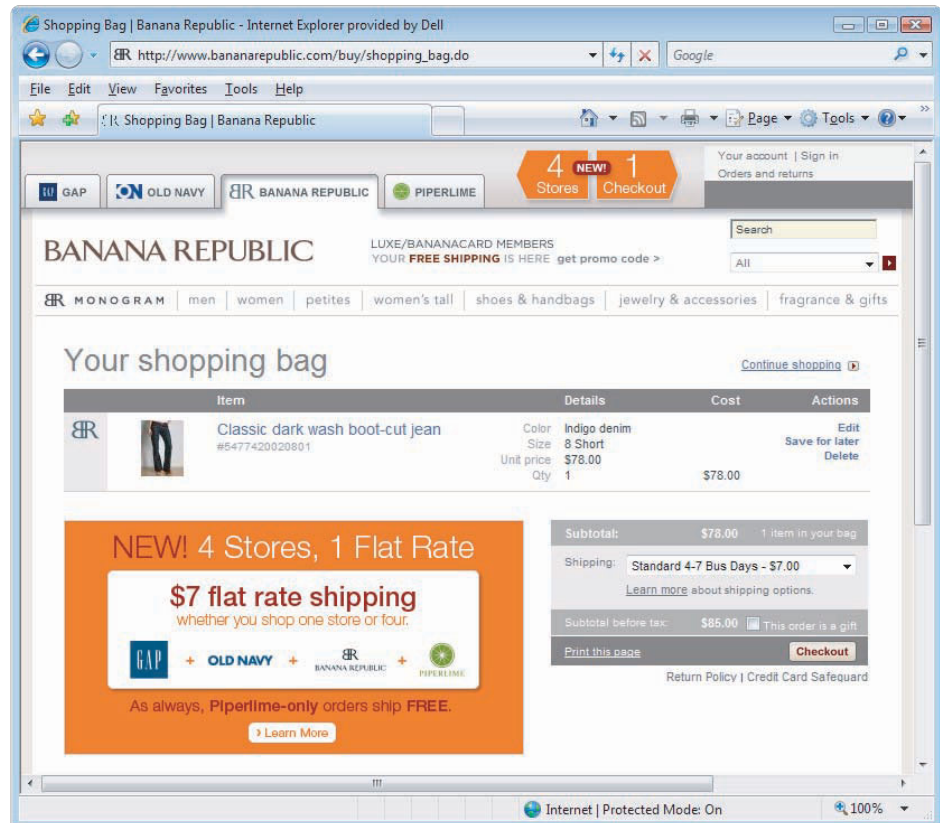 Shopping Bag | Banana Republic - Internet Explorer provided by Dell
BR http://www.bananarepublic.com/buy/shopping_bag.do Google
File Edit View Favorites Tools Help
Shopping Bag | Banana Republic Page Tools
4 Stores NEW! 1 Checkout
Your account | Sign in
Orders and returns
GAP GAP ON OLD NAVY BR BANANA REPUBLIC PIPERLIME
Search
BANANA REPUBLIC
LUXE/BANANACARD MEMBERS
YOUR FREE SHIPPING IS HERE get promo code >
All
BR MONOGRAM | men | women | petites | women's tall | shoes & handbags | jewelry & accessories | fragrance & gifts
Your shopping bag
Continue shopping
Item Details Cost Actions
BR Classic dark wash boot-cut jean Color Indigo denim Edit
#5477420020801 Size 8 Short Save for later
Unit price $78.00 Delete
Qty 1 $78.00
NEW! 4 Stores, 1 Flat Rate
$7 flat rate shipping
whether you shop one store or four.
GAP + OLD NAVY + BR BANANA REPUBLIC + PIPERLIME
As always, Piperlime-only orders ship FREE.
› Learn More
Subtotal: $78.00 1 item in your bag
Shipping: Standard 4-7 Bus Days - $7.00
Learn more about shipping options.
Subtotal before tax: $85.00 This order is a gift
Print this page Checkout
Return Policy | Credit Card Safeguard
Internet | Protected Mode: On 100%